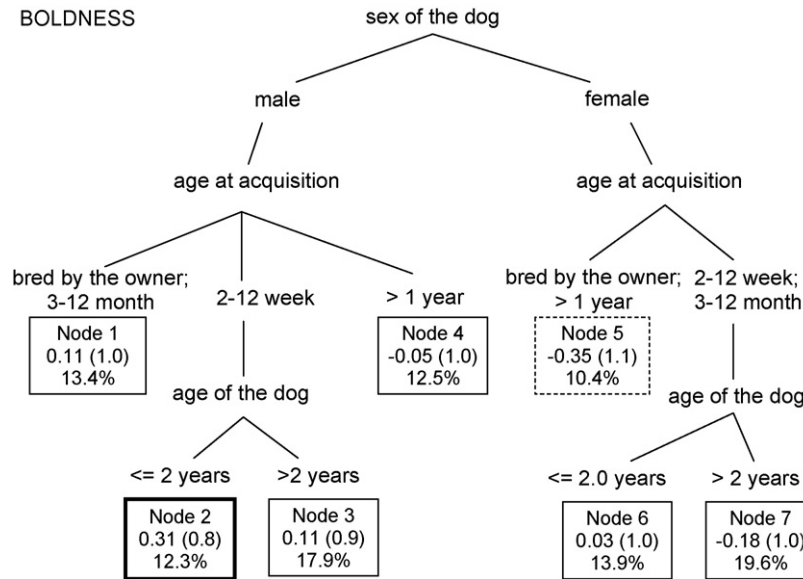 BOLDNESS
sex of the dog
male
female
age at acquisition
age at acquisition
bred by the owner;
3-12 month
2-12 week
> 1 year
bred by the owner;
> 1 year
2-12 week;
3-12 month
Node 1
0.11 (1.0)
13.4%
Node 4
-0.05 (1.0)
12.5%
Node 5
-0.35 (1.1)
10.4%
age of the dog
age of the dog
<= 2 years
>2 years
<= 2.0 years
> 2 years
Node 2
0.31 (0.8)
12.3%
Node 3
0.11 (0.9)
17.9%
Node 6
0.03 (1.0)
13.9%
Node 7
-0.18 (1.0)
19.6%